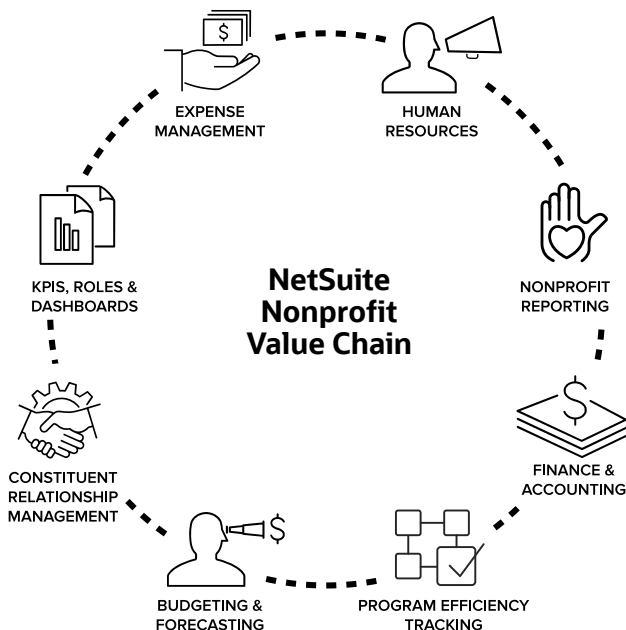 $
EXPENSE
MANAGEMENT
HUMAN
RESOURCES
KPIS, ROLES &
DASHBOARDS
NetSuite
Nonprofit
Value Chain
NONPROFIT
REPORTING
$
FINANCE &
ACCOUNTING
CONSTITUENT
RELATIONSHIP
MANAGEMENT
$
BUDGETING &
FORECASTING
PROGRAM EFFICIENCY
TRACKING